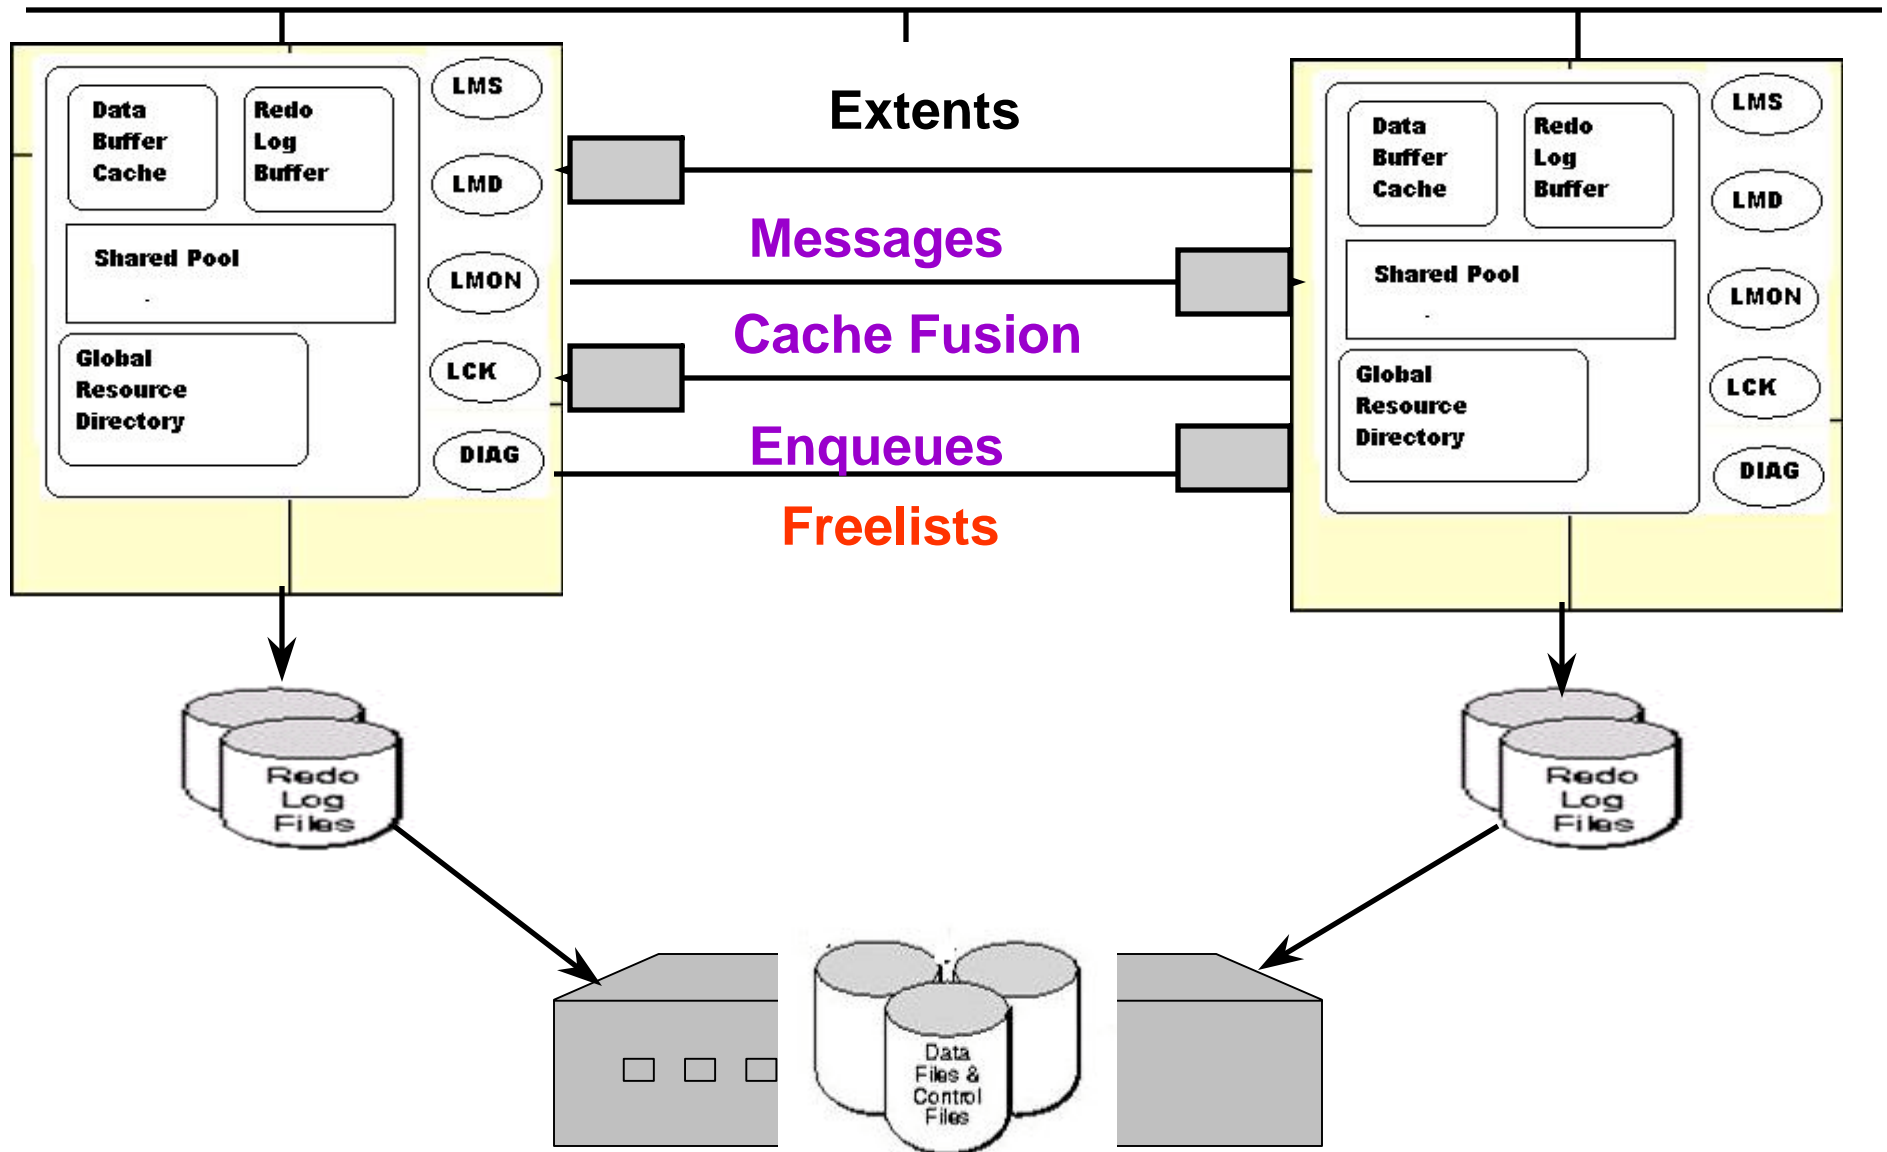 Data
Buffer
Cache
Redo
Log
Buffer
Shared Pool
Global
Resource
Directory
LMS
LMD
LMON
LCK
DIAG
Extents
Messages
Cache Fusion
Enqueues
Freelists
Data
Buffer
Cache
Redo
Log
Buffer
Shared Pool
Global
Resource
Directory
LMS
LMD
LMON
LCK
DIAG
Redo
Log
Files
Redo
Log
Files
Data
Files &
Control
Files